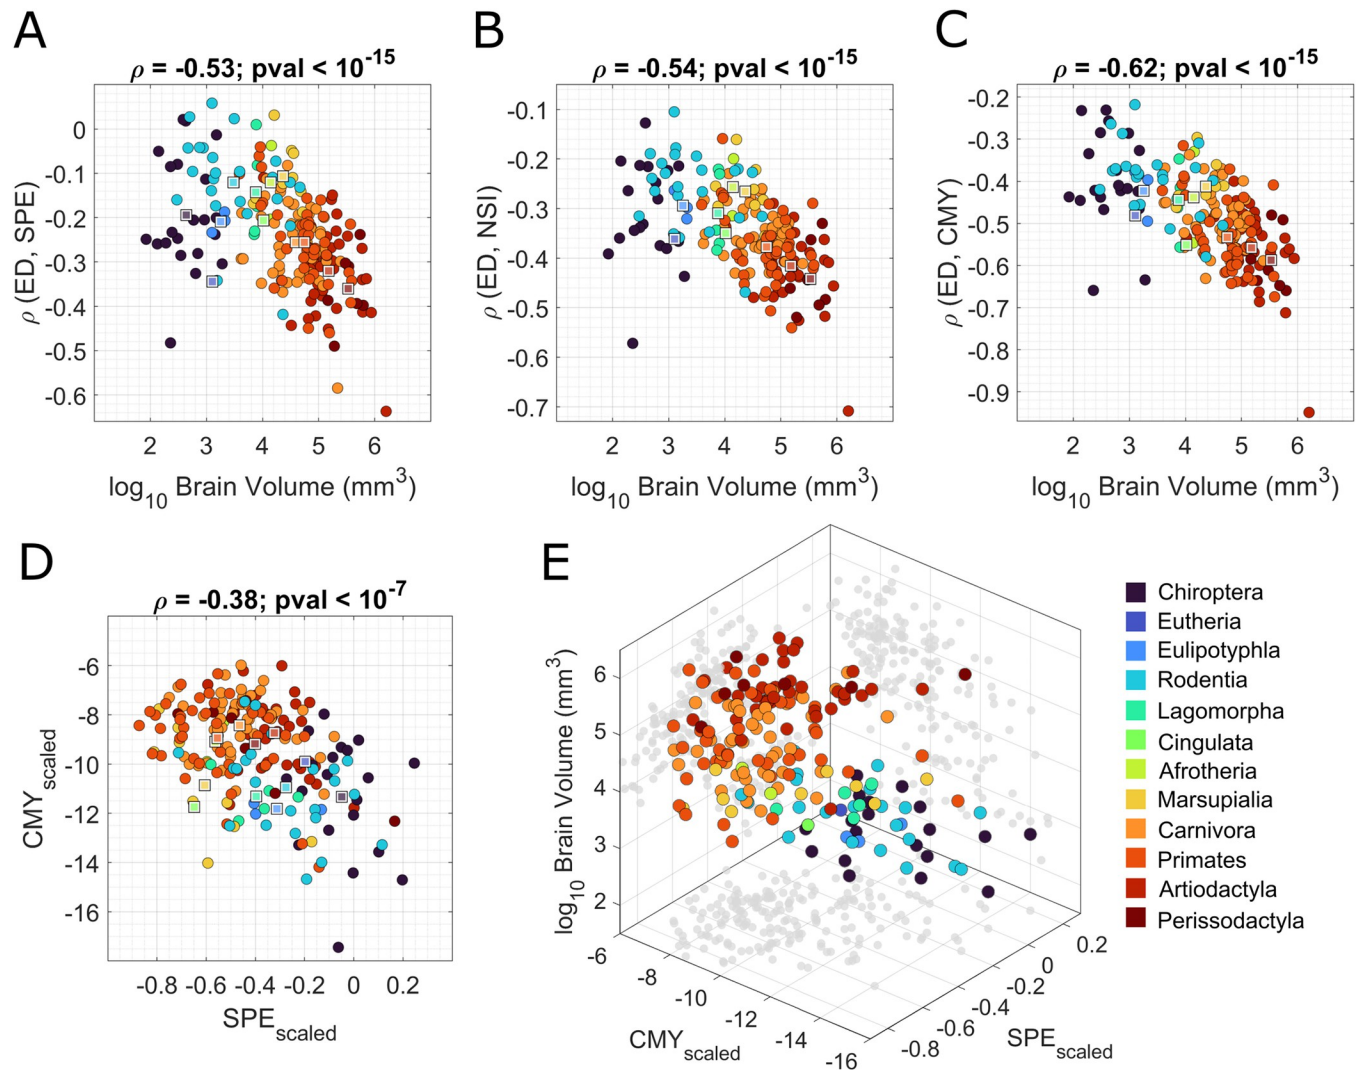 A
ρ = -0.53; pval < 10^-15
0
-0.1
-0.2
-0.3
-0.4
-0.5
-0.6
ρ (ED, SPE)
2 3 4 5 6
log10 Brain Volume (mm^3)
B
ρ = -0.54; pval < 10^-15
-0.1
-0.2
-0.3
-0.4
-0.5
-0.6
-0.7
ρ (ED, NSI)
2 3 4 5 6
log10 Brain Volume (mm^3)
C
ρ = -0.62; pval < 10^-15
-0.2
-0.3
-0.4
-0.5
-0.6
-0.7
-0.8
-0.9
ρ (ED, CMY)
2 3 4 5 6
log10 Brain Volume (mm^3)
D
ρ = -0.38; pval < 10^-7
-6
-8
-10
-12
-14
-16
CMYscaled
-0.8 -0.6 -0.4 -0.2 0 0.2
SPEscaled
E
6
5
4
3
2
log10 Brain Volume (mm^3)
-6
-8
-10
-12
-14
-16
CMYscaled
0.2
0
-0.2
-0.4
-0.6
-0.8
SPEscaled
Chiroptera
Eutheria
Eulipotyphla
Rodentia
Lagomorpha
Cingulata
Afrotheria
Marsupialia
Carnivora
Primates
Artiodactyla
Perissodactyla